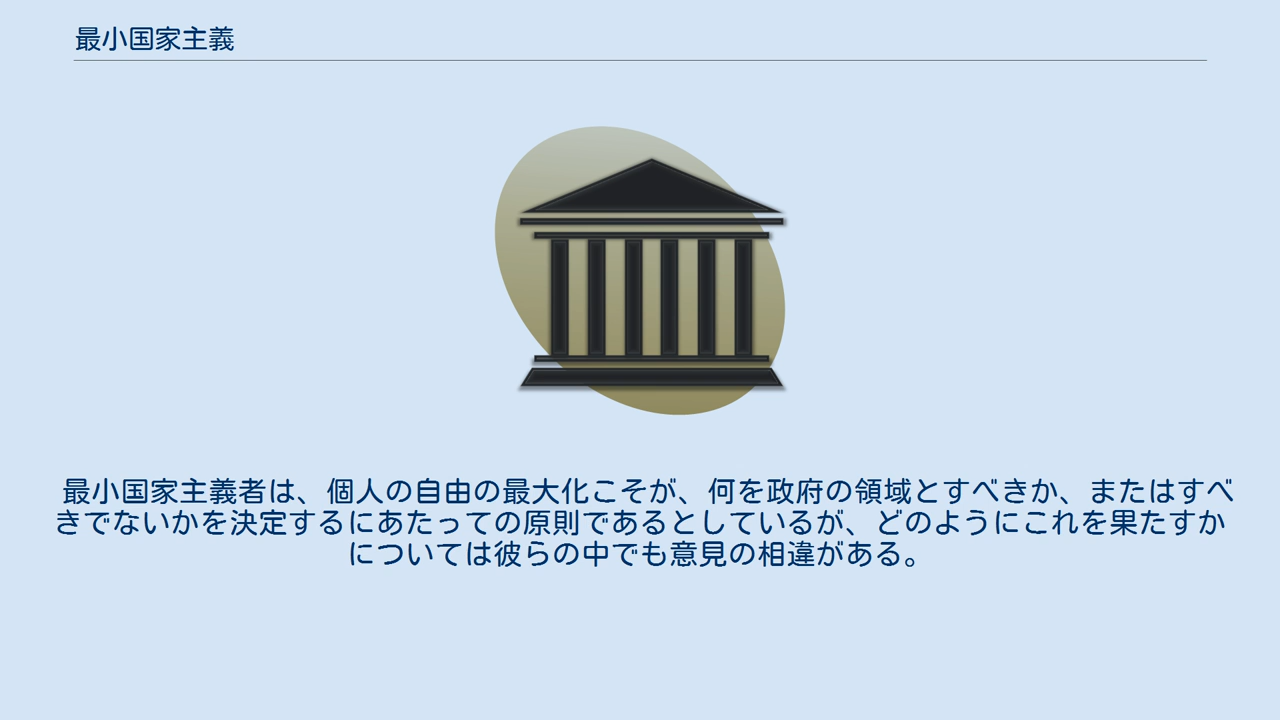 最小国家主義
最小国家主義者は、個人の自由の最大化こそが、何を政府の領域とすべきか、またはすべ
きでないかを決定するにあたっての原則であるとしているが、どのようにこれを果たすか
については彼らの中でも意見の相違がある。